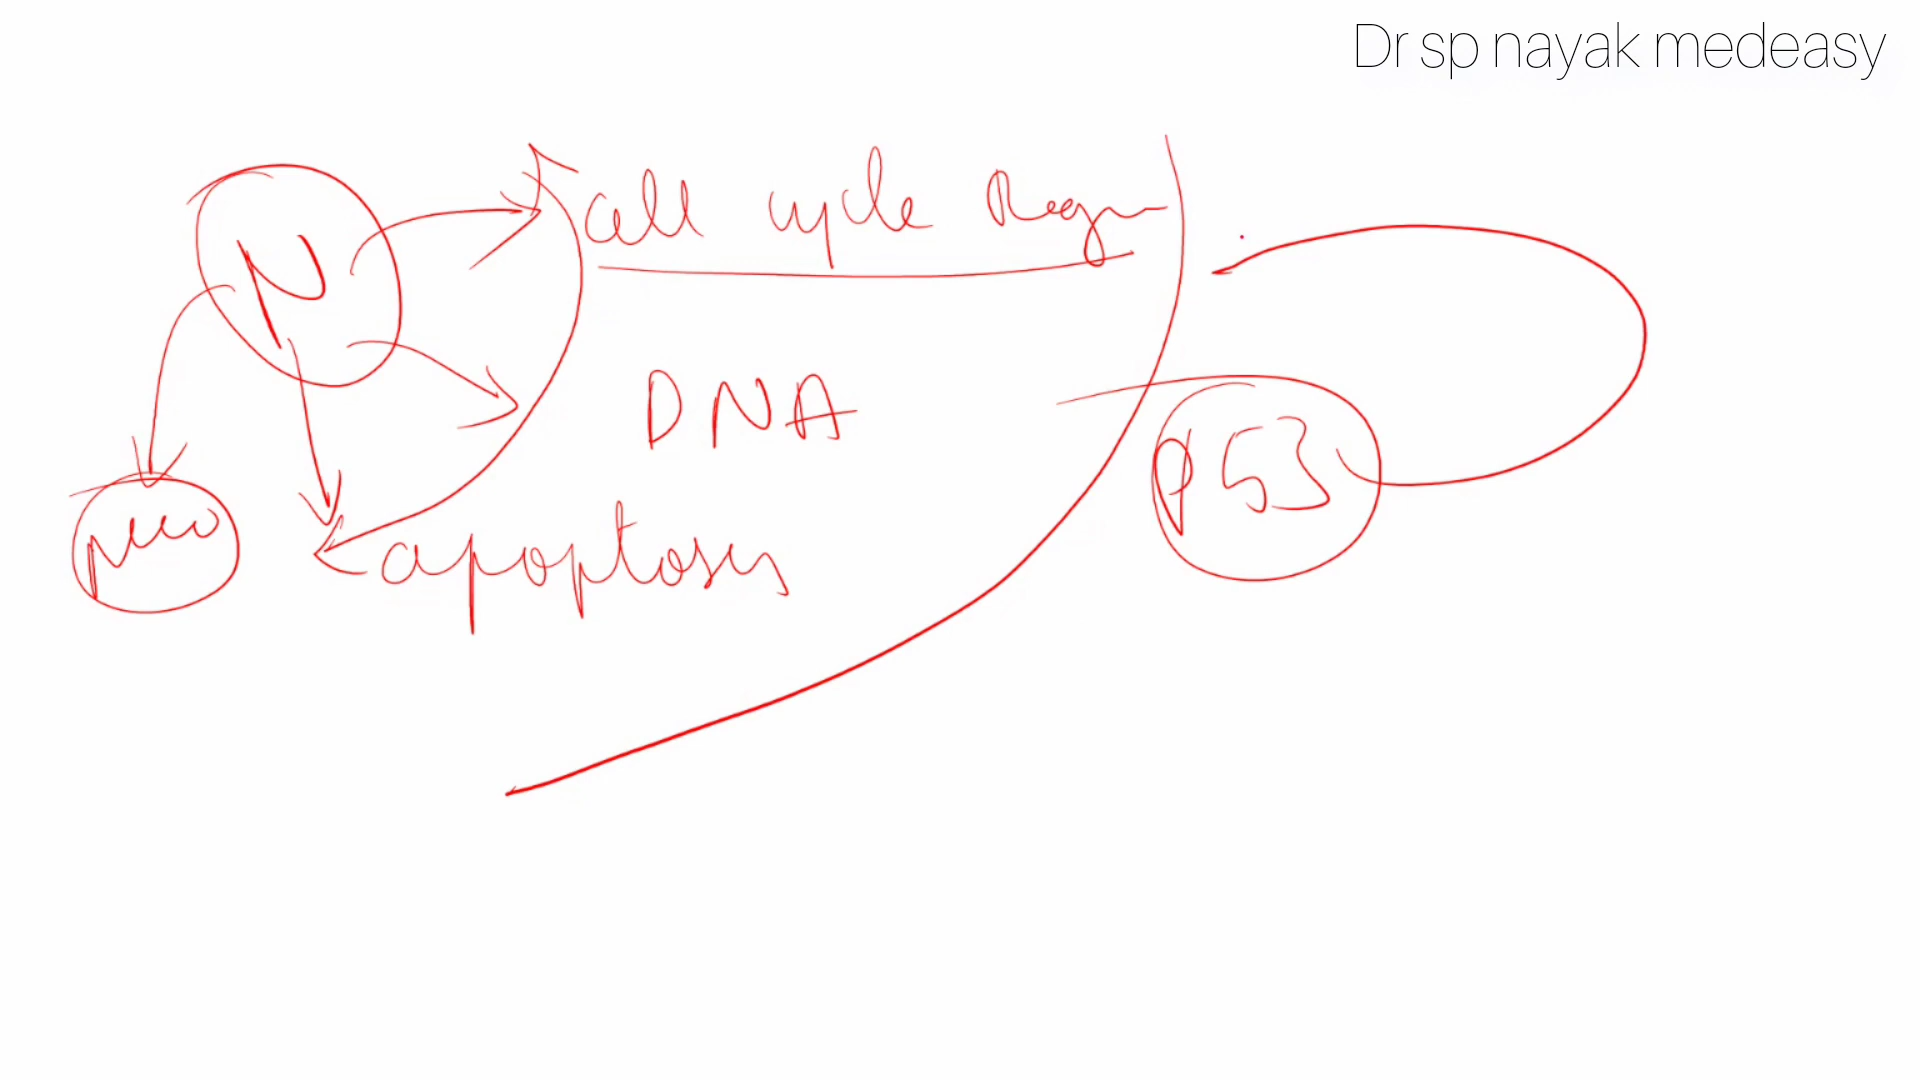 Dr sp nayak medeasy
cell cycle Regn
N
DNA
P53
apoptosis